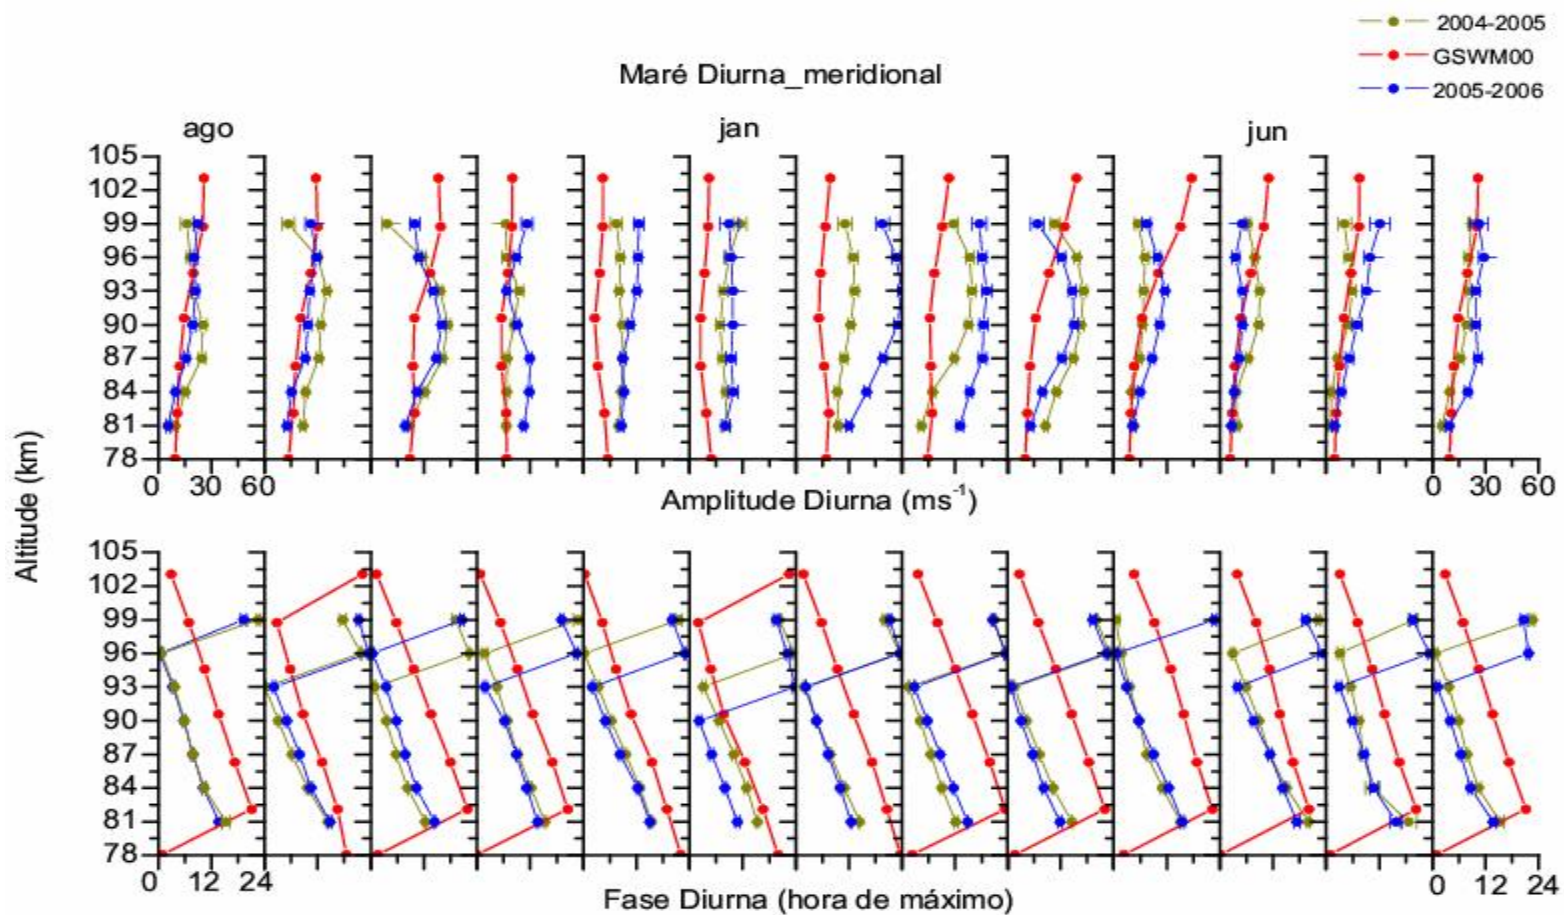 2004-2005
GSWM00
2005-2006
Maré Diurna_meridional
ago jan jun
105
102
99
96
93
90
87
84
81
78
0 30 60 0 30 60
Amplitude Diurna (ms⁻¹)
Altitude (km)
105
102
99
96
93
90
87
84
81
78
0 12 24 0 12 24
Fase Diurna (hora de máximo)